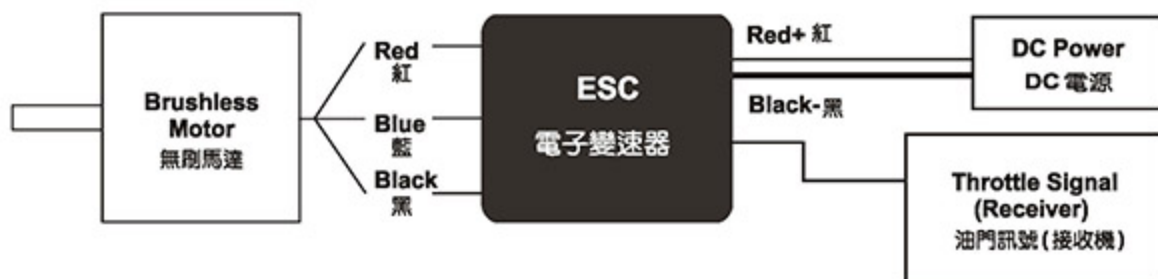 Brushless
Motor
無刷馬達
Red
紅
Blue
藍
Black
黑
ESC
電子變速器
Red+ 紅
Black-黑
DC Power
DC 電源
Throttle Signal
(Receiver)
油門訊號(接收機)